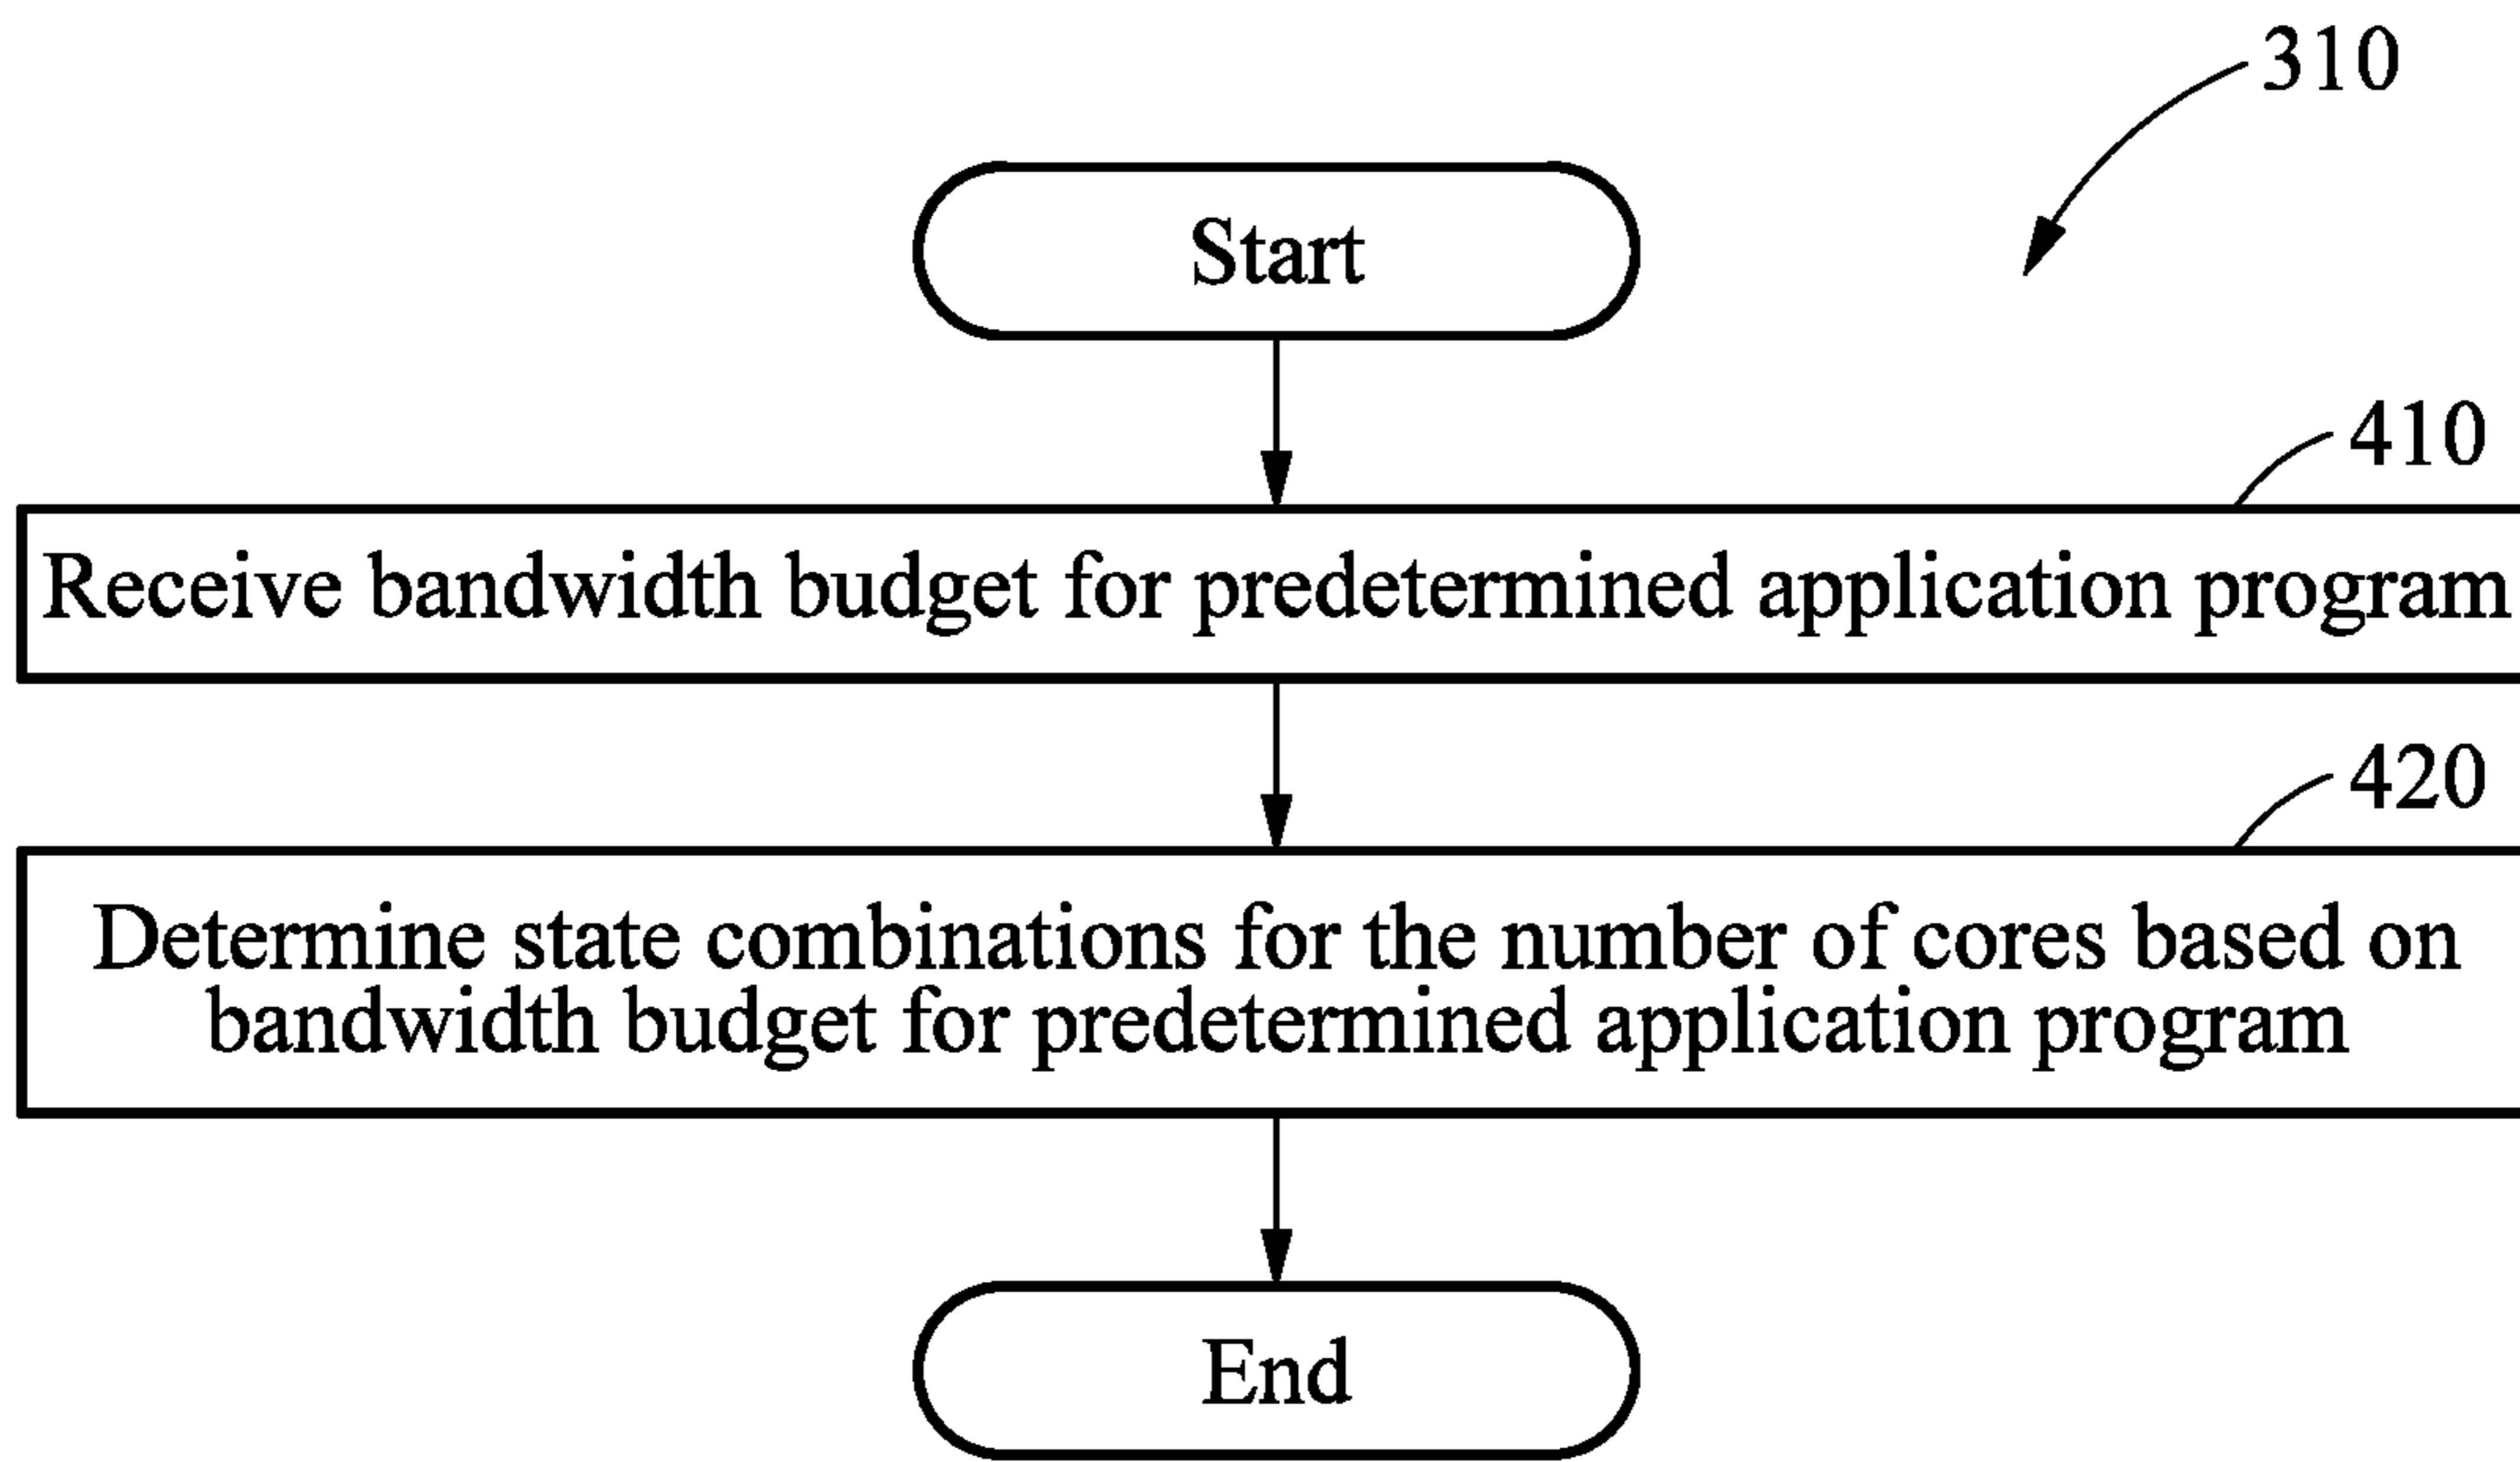 310
Start
410
Receive bandwidth budget for predetermined application program
420
Determine state combinations for the number of cores based on
bandwidth budget for predetermined application program
End